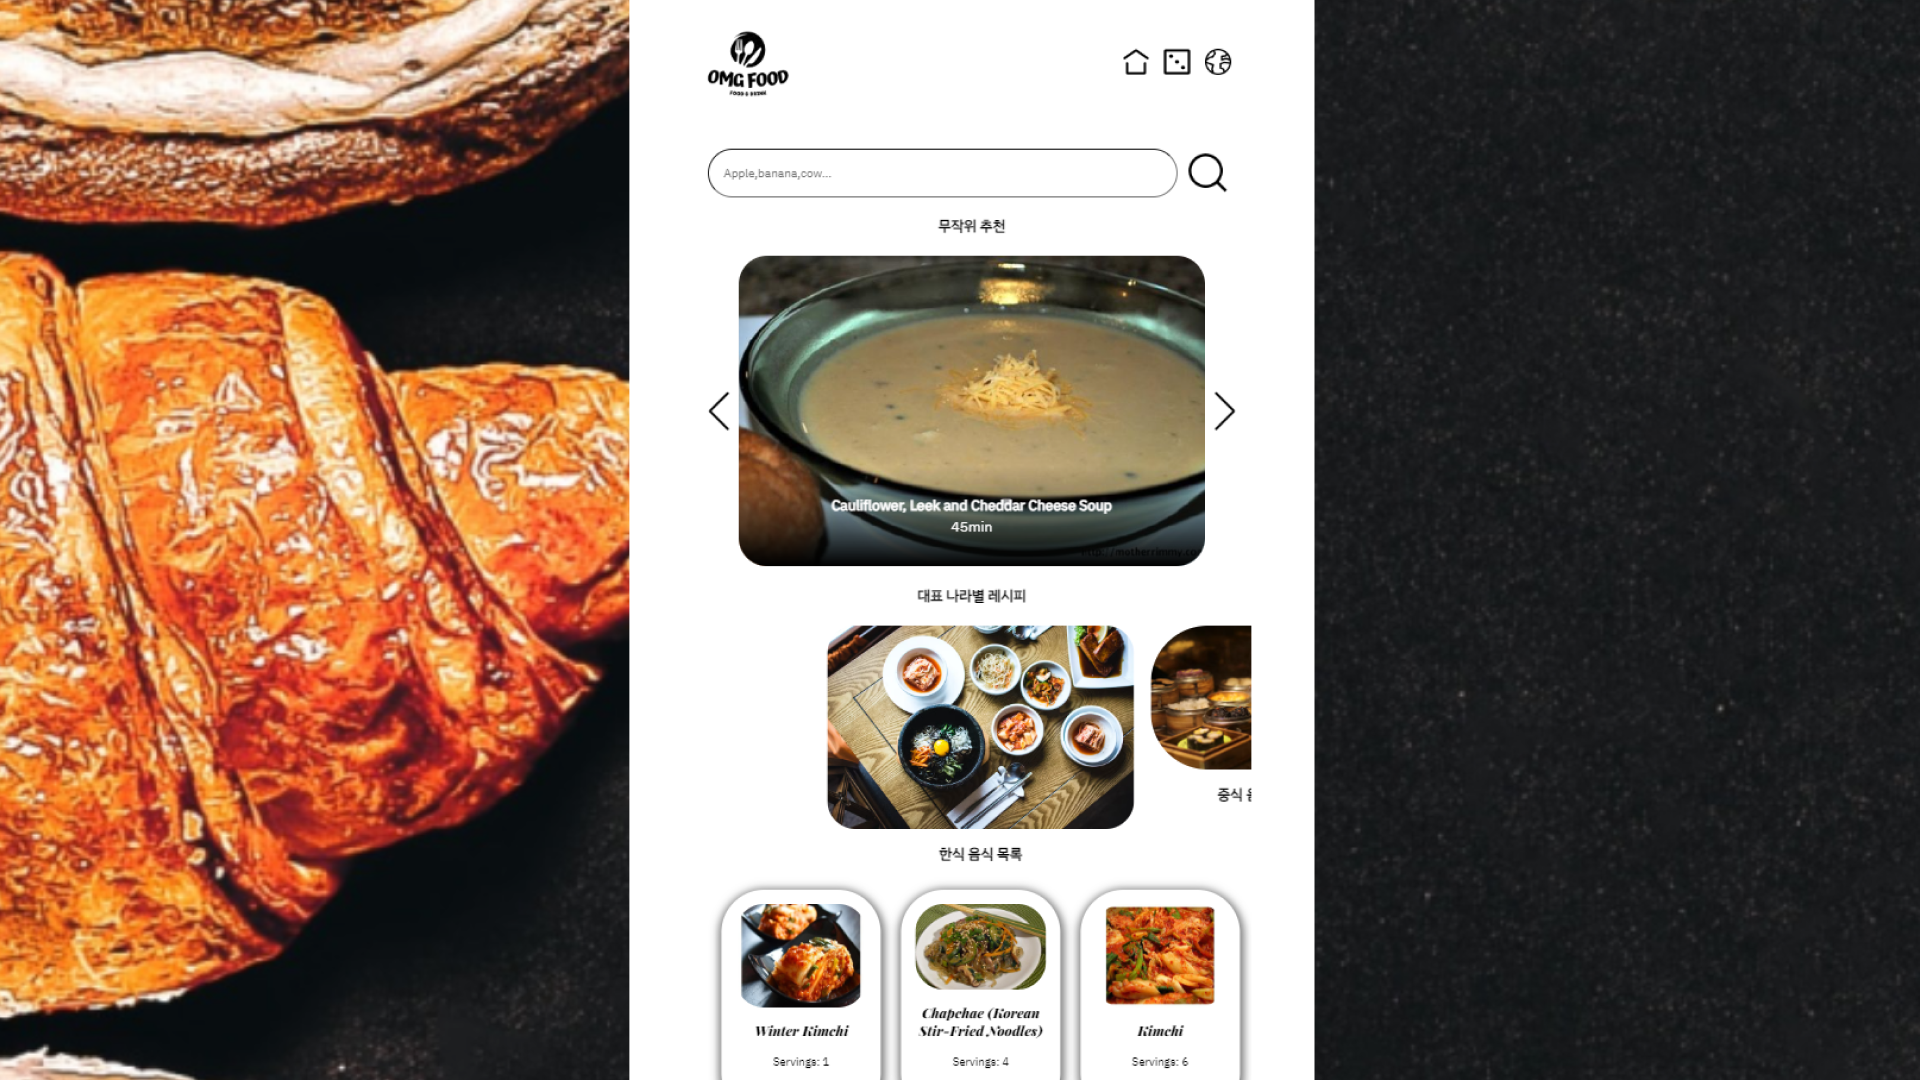 OMG FOOD
FOOD & DRINK
Apple,banana,cow...
무작위 추천
Cauliflower, Leek and Cheddar Cheese Soup
45min
대표 나라별 레시피
중식
한식 음식 목록
Winter Kimchi
Servings: 1
Chapchae (Korean
Stir-Fried Noodles)
Servings: 4
Kimchi
Servings: 6